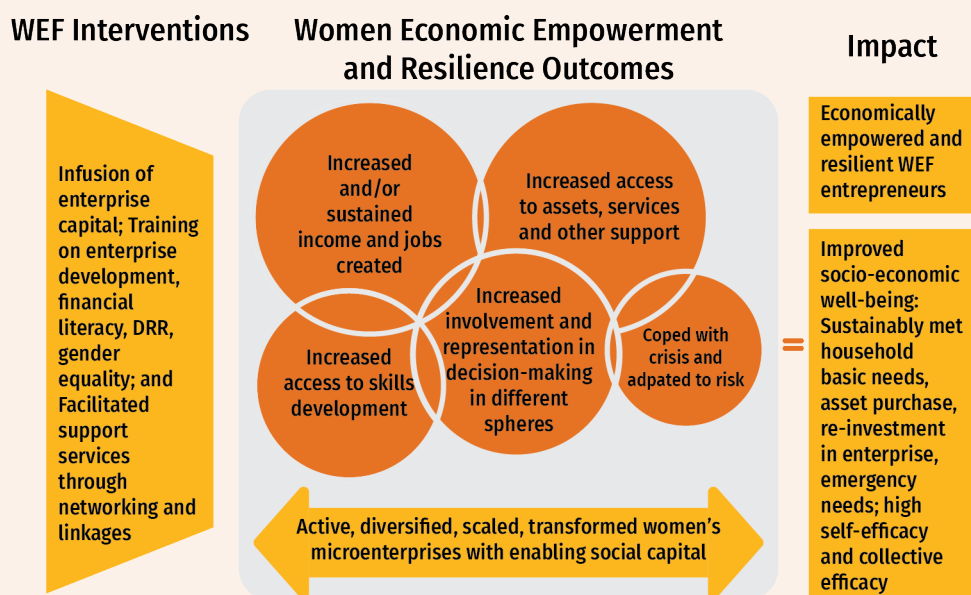 WEF Interventions
Women Economic Empowerment
and Resilience Outcomes
Impact
Infusion of
enterprise
capital; Training
on enterprise
development,
financial
literacy, DRR,
gender
equality; and
Facilitated
support
services
through
networking and
linkages
Increased
and/or
sustained
income and jobs
created
Increased access
to assets, services
and other support
Increased
access to skills
development
Increased
involvement and
representation in
decision-making
in different
spheres
Coped with
crisis and
adpated to risk
Active, diversified, scaled, transformed women's
microenterprises with enabling social capital
=
Economically
empowered and
resilient WEF
entrepreneurs
Improved
socio-economic
well-being:
Sustainably met
household
basic needs,
asset purchase,
re-investment
in enterprise,
emergency
needs; high
self-efficacy
and collective
efficacy